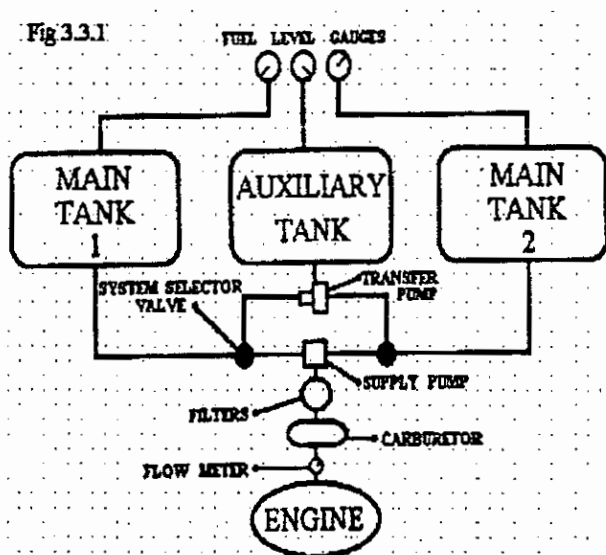 Fig 3.3.1
FUEL LEVEL GAUGES
MAIN
TANK
1
AUXILIARY
TANK
MAIN
TANK
2
SYSTEM SELECTOR
VALVE
TRANSFER
PUMP
SUPPLY PUMP
FILTERS
CARBURETOR
FLOW METER
ENGINE